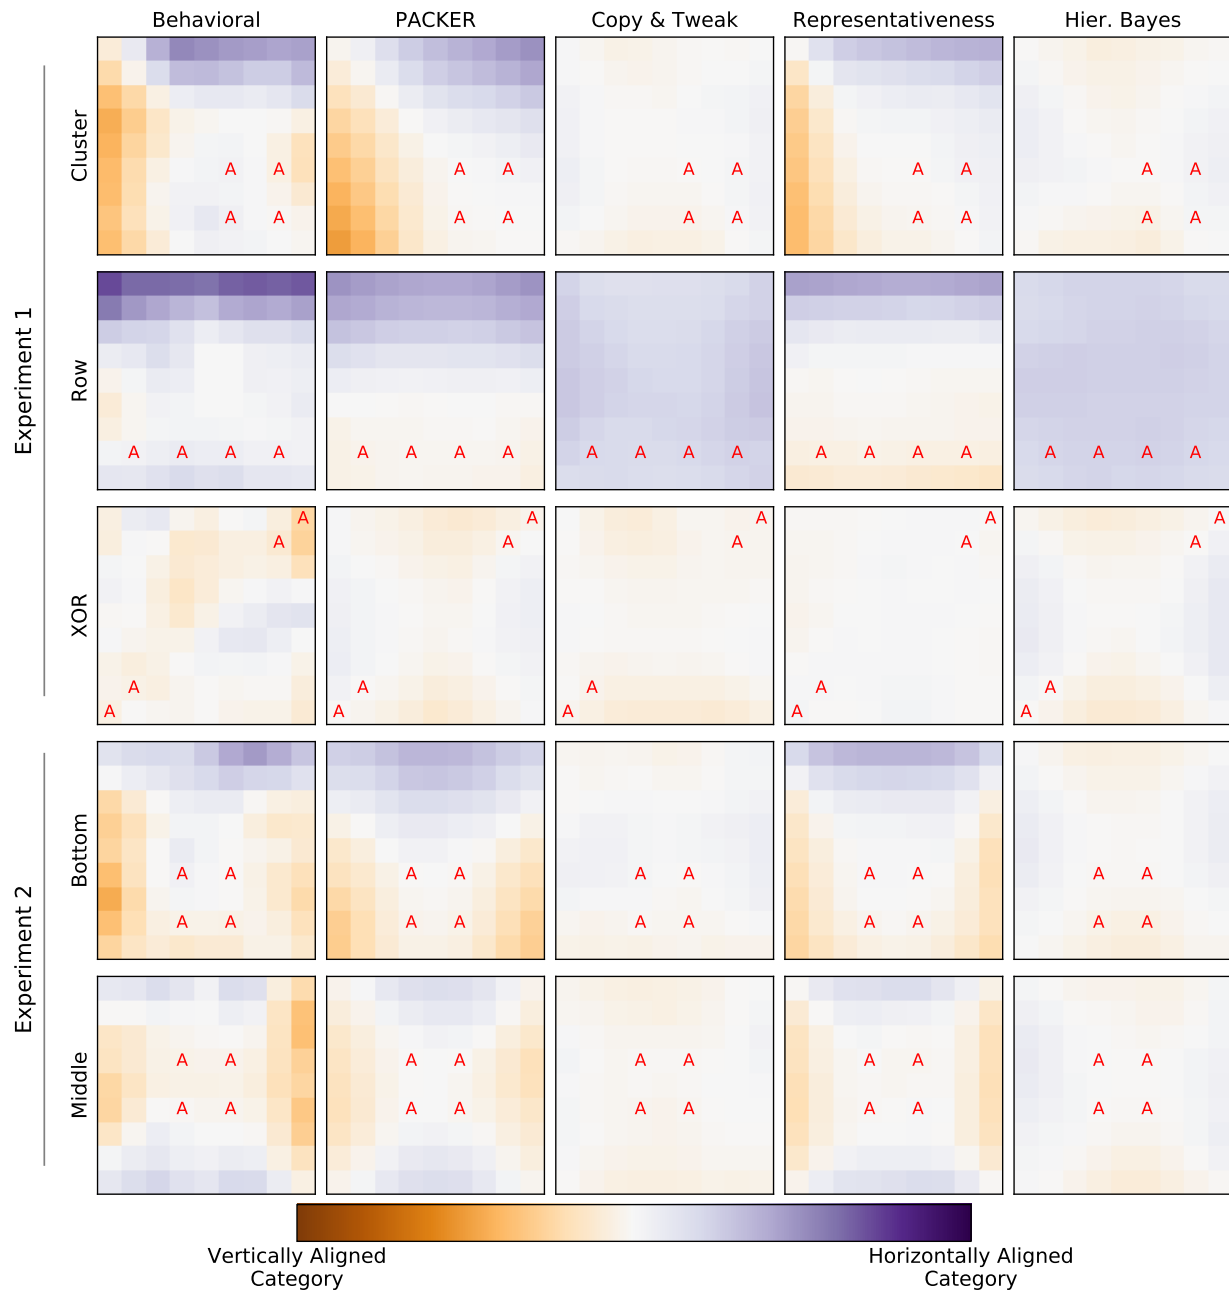 Behavioral PACKER Copy & Tweak Representativeness Hier. Bayes
Experiment 1
Cluster
A A A A A A A A A A
A A A A A A A A A A
Row
A A A A A A A A A A A A A A A A A A A A
XOR
A A A A A
A A A A A
A A A A A
A A A A A
Experiment 2
Bottom
A A A A A A A A A A
A A A A A A A A A A
Middle
A A A A A A A A A A
A A A A A A A A A A
Vertically Aligned
Category
Horizontally Aligned
Category